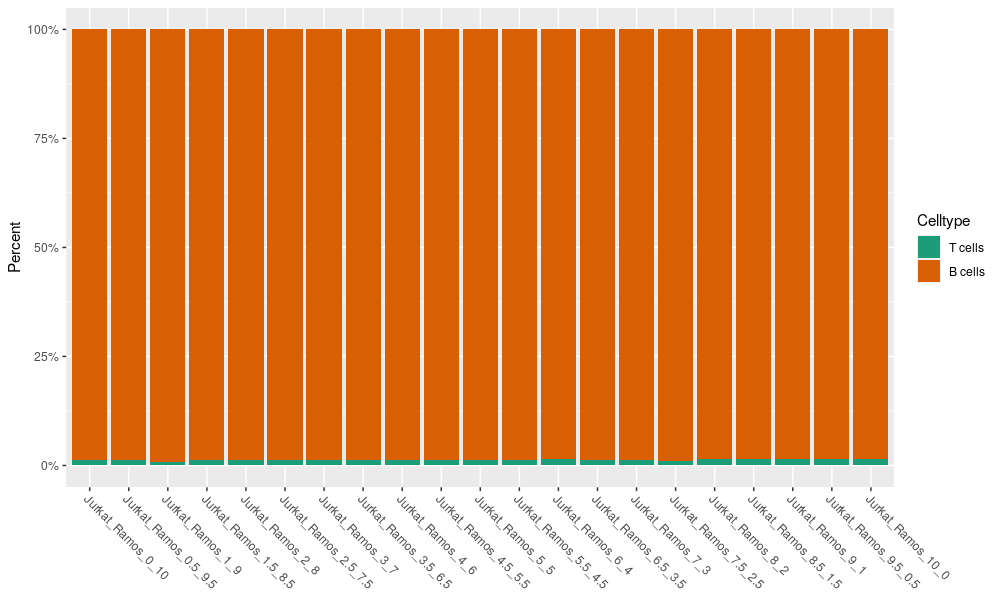 100%
75%
50%
25%
0%
Percent
Jurkat_Ramos_0_10
Jurkat_Ramos_0.5_9.5
Jurkat_Ramos_1_9
Jurkat_Ramos_1.5_8.5
Jurkat_Ramos_2_8
Jurkat_Ramos_2.5_7.5
Jurkat_Ramos_3_7
Jurkat_Ramos_3.5_6.5
Jurkat_Ramos_4_6
Jurkat_Ramos_4.5_5.5
Jurkat_Ramos_5_5
Jurkat_Ramos_5.5_4.5
Jurkat_Ramos_6_4
Jurkat_Ramos_6.5_3.5
Jurkat_Ramos_7_3
Jurkat_Ramos_7.5_2.5
Jurkat_Ramos_8_2
Jurkat_Ramos_8.5_1.5
Jurkat_Ramos_9_1
Jurkat_Ramos_9.5_0.5
Jurkat_Ramos_10_0
Celltype
T cells
B cells